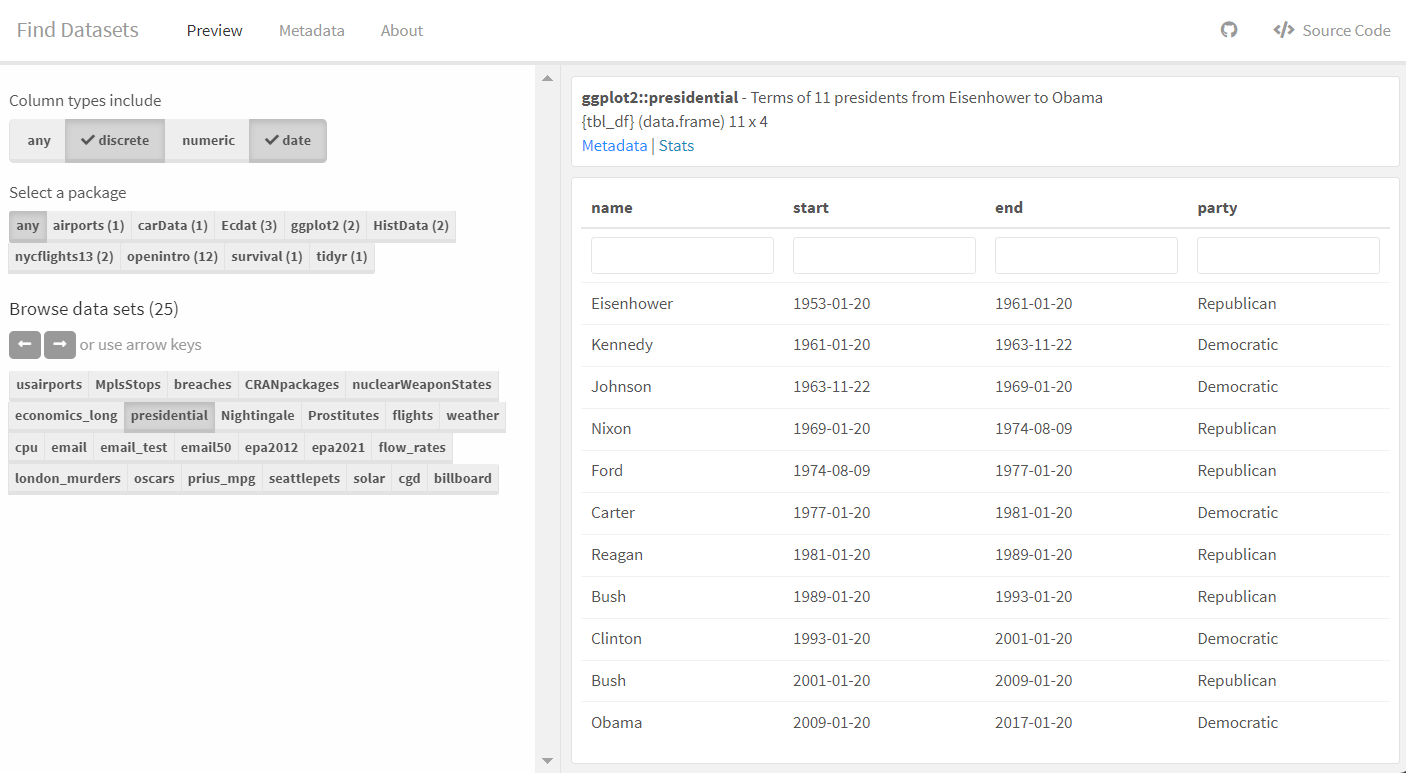 Find Datasets Preview Metadata About Source Code
Column types include
any discrete numeric date
Select a package
any airports (1) carData (1) Ecdat (3) ggplot2 (2) HistData (2)
nycflights13 (2) openintro (12) survival (1) tidyr (1)
Browse data sets (25)
or use arrow keys
usairports MplsStops breaches CRANpackages nuclearWeaponStates
economics_long presidential Nightingale Prostitutes flights weather
cpu email email_test email50 epa2012 epa2021 flow_rates
london_murders oscars prius_mpg seattlepets solar cgd billboard
ggplot2::presidential - Terms of 11 presidents from Eisenhower to Obama
{tbl_df} (data.frame) 11 x 4
Metadata | Stats
name start end party
Eisenhower 1953-01-20 1961-01-20 Republican
Kennedy 1961-01-20 1963-11-22 Democratic
Johnson 1963-11-22 1969-01-20 Democratic
Nixon 1969-01-20 1974-08-09 Republican
Ford 1974-08-09 1977-01-20 Republican
Carter 1977-01-20 1981-01-20 Democratic
Reagan 1981-01-20 1989-01-20 Republican
Bush 1989-01-20 1993-01-20 Republican
Clinton 1993-01-20 2001-01-20 Democratic
Bush 2001-01-20 2009-01-20 Republican
Obama 2009-01-20 2017-01-20 Democratic